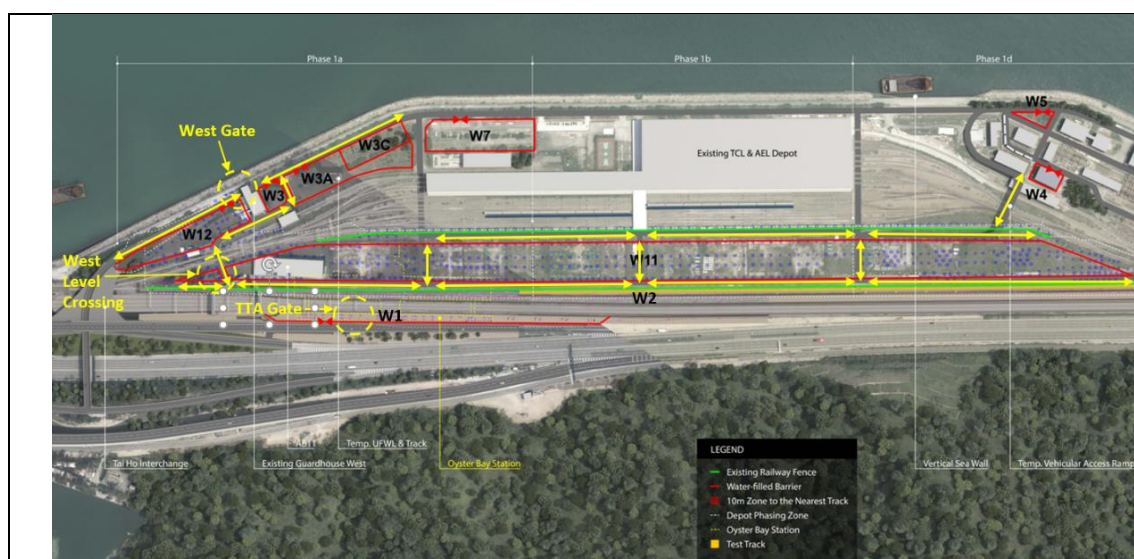 Phase 1a
Phase 1b
Phase 1d
West Gate
W3C
W7
W5
W3A
W3
Existing TCL & AEL Depot
W4
W12
West
Level
Crossing
W11
W2
TTA Gate
W1
A011
Temp. UFWL & Track
Tai Ho Interchange
Existing Guardhouse West
Oyster Bay Station
Vertical Sea Wall
Temp. Vehicular Access Ramp
LEGEND
Existing Railway Fence
Water-filled Barrier
10m Zone to the Nearest Track
Depot Phasing Zone
Oyster Bay Station
Test Track